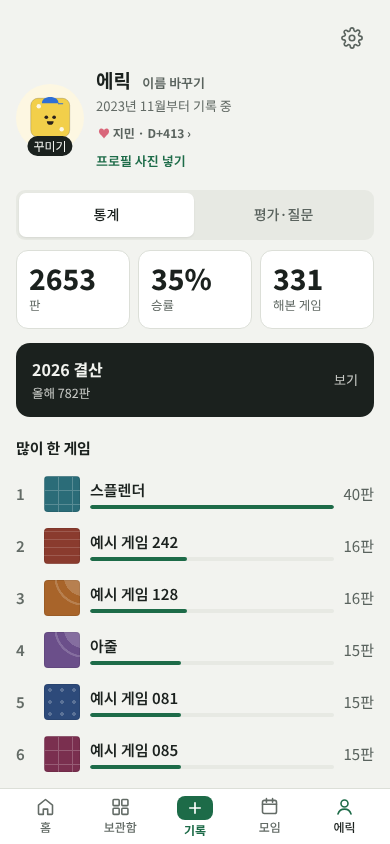 에릭 이름 바꾸기
2023년 11월부터 기록 중
♥ 지민 · D+413 ›
꾸미기
프로필 사진 넣기
통계
평가·질문
2653
판
35%
승률
331
해본 게임
2026 결산
올해 782판
보기
많이 한 게임
1 스플렌더 40판
2 예시 게임 242 16판
3 예시 게임 128 16판
4 아줄 15판
5 예시 게임 081 15판
6 예시 게임 085 15판
홈
보관함
기록
모임
에릭